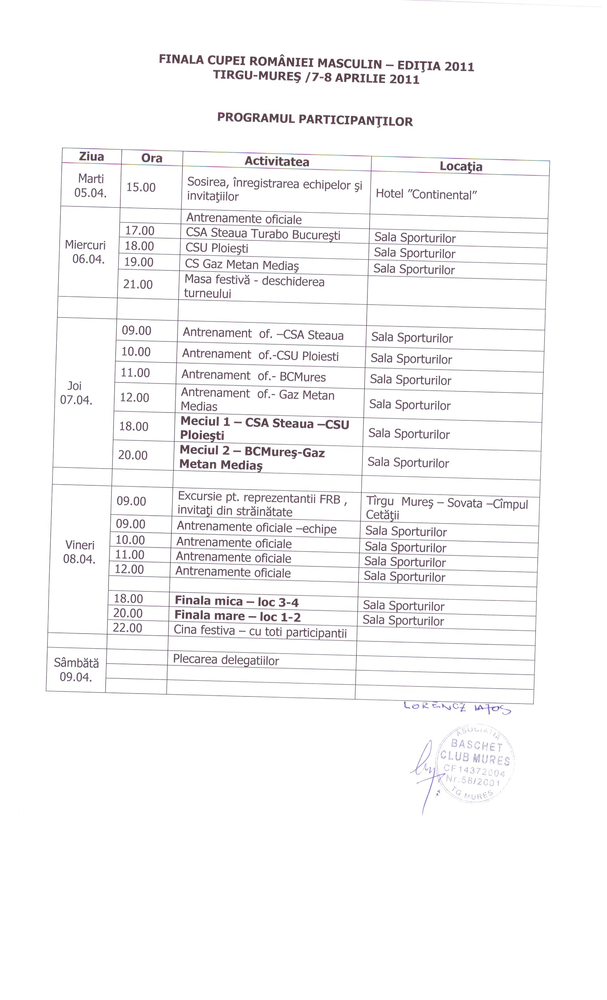 FINALA CUPEI ROMÂNIEI MASCULIN – EDIŢIA 2011
TIRGU-MUREŞ /7-8 APRILIE 2011
PROGRAMUL PARTICIPANŢILOR
Ziua Ora Activitatea Locaţia
Marti
05.04.
15.00
Sosirea, înregistrarea echipelor şi
invitaţiilor
Hotel ”Continental”
Miercuri
06.04.
Antrenamente oficiale
17.00 CSA Steaua Turabo Bucureşti Sala Sporturilor
18.00 CSU Ploieşti Sala Sporturilor
19.00 CS Gaz Metan Mediaş Sala Sporturilor
21.00
Masa festivă - deschiderea
turneului
Joi
07.04.
09.00 Antrenament of. –CSA Steaua Sala Sporturilor
10.00 Antrenament of.-CSU Ploiesti Sala Sporturilor
11.00 Antrenament of.- BCMures Sala Sporturilor
12.00
Antrenament of.- Gaz Metan
Medias
Sala Sporturilor
18.00
Meciul 1 – CSA Steaua –CSU
Ploieşti
Sala Sporturilor
20.00
Meciul 2 – BCMureş-Gaz
Metan Mediaş
Sala Sporturilor
Vineri
08.04.
09.00
Excursie pt. reprezentantii FRB ,
invitaţi din străinătate
Tîrgu Mureş – Sovata –Cîmpul
Cetăţii
09.00 Antrenamente oficiale –echipe Sala Sporturilor
10.00 Antrenamente oficiale Sala Sporturilor
11.00 Antrenamente oficiale Sala Sporturilor
12.00 Antrenamente oficiale Sala Sporturilor
18.00 Finala mica – loc 3-4 Sala Sporturilor
20.00 Finala mare – loc 1-2 Sala Sporturilor
22.00 Cina festiva – cu toti participantii
Sâmbătă
09.04.
Plecarea delegatiilor
LORENCZ
ASOCIATIA
BASCHET
CLUB MURES
CF14372004
Nr.58/2001
TG.MURES